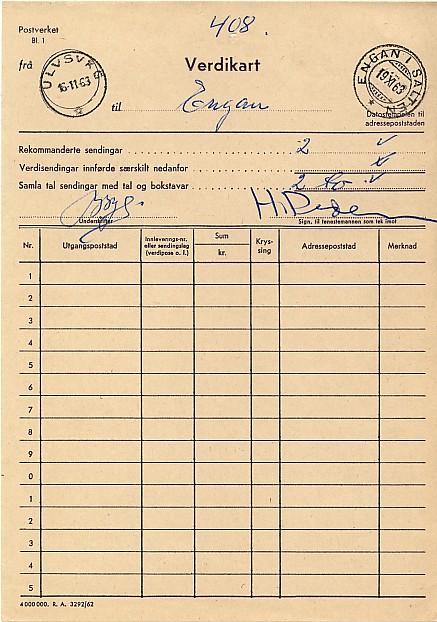 408.
Postverket
Bl. 1
frå
Verdikart
ULVSVÅG
16-11-63
ENGAN I SALTEN
19 XI 63
til Engan
Datostempelen til
adressepoststaden
Rekommanderte sendingar 2
Verdisendingar innførde særskilt nedanfor
Samla tal sendingar med tal og bokstavar 2 to
Underskrift
Sign. til tenestemannen som tek imot
Nr. Utgangspoststad Innleverings-nr. eller sendingsleg (verdipose o. l.) Sum kr. Krys-sing Adressepoststad Merknad
1
2
3
4
5
6
7
8
9
0
1
2
3
4
5
4 000 000. R. A. 3292/62